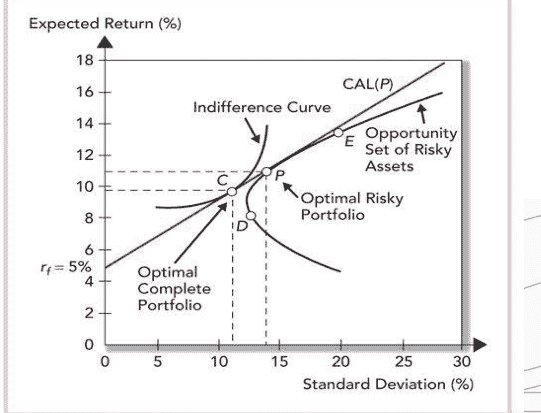 Expected Return (%)
18
16
14
12
10
8
6
4
2
0
r_f = 5%
CAL(P)
Indifference Curve
E
Opportunity
Set of Risky
Assets
C
P
Optimal Risky
Portfolio
D
Optimal
Complete
Portfolio
0 5 10 15 20 25 30
Standard Deviation (%)